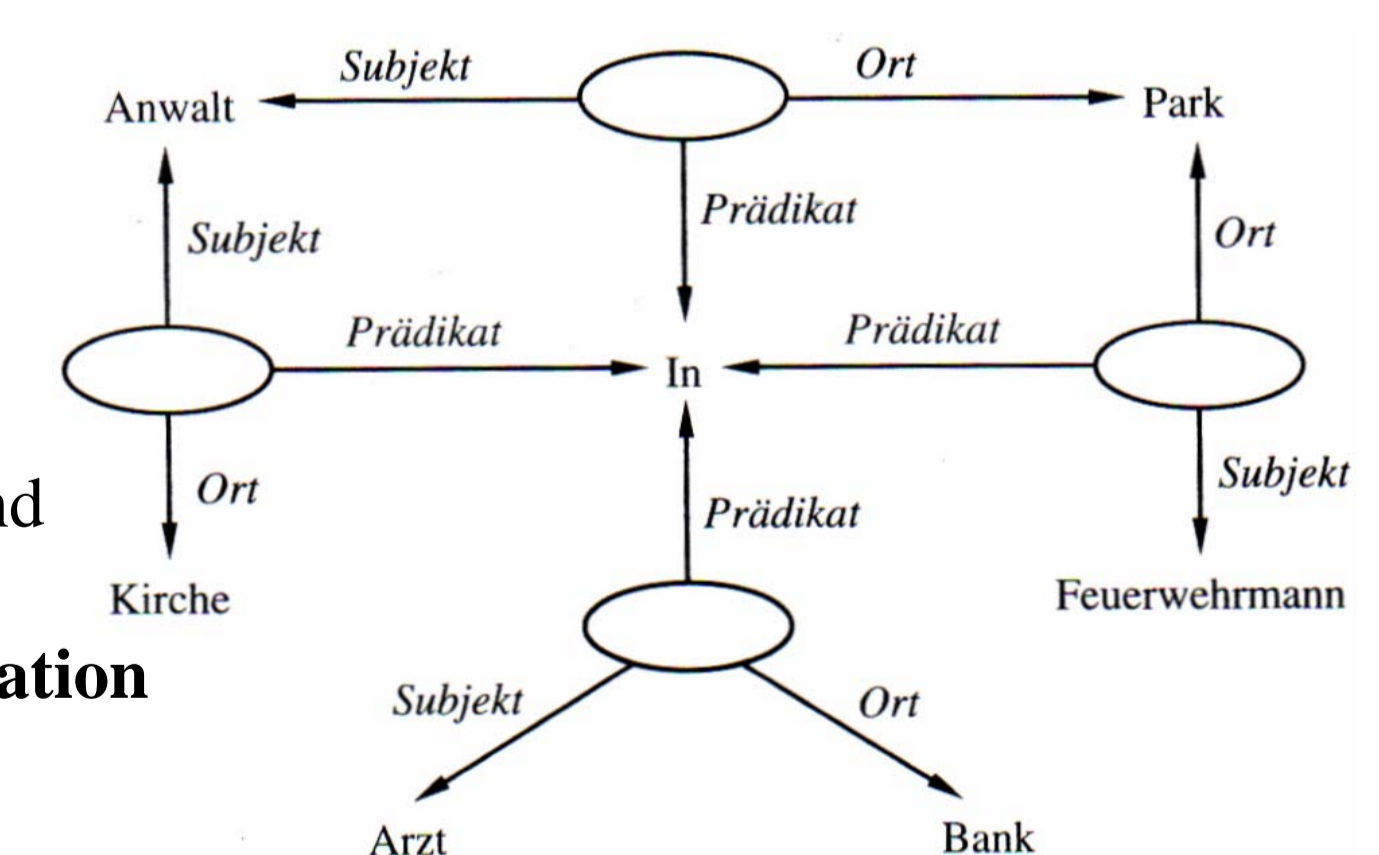 Subjekt
Ort
Anwalt
Park
Subjekt
Prädikat
Ort
Prädikat
Prädikat
In
nd
Ort
Prädikat
Subjekt
Kirche
Feuerwehrmann
ation
Subjekt
Ort
Arzt
Bank